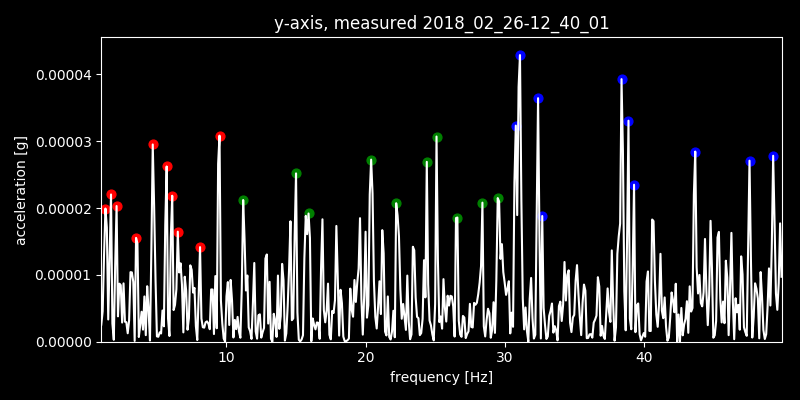 y-axis, measured 2018_02_26-12_40_01
0.00004
0.00003
0.00002
0.00001
0.00000
acceleration [g]
10 20 30 40
frequency [Hz]